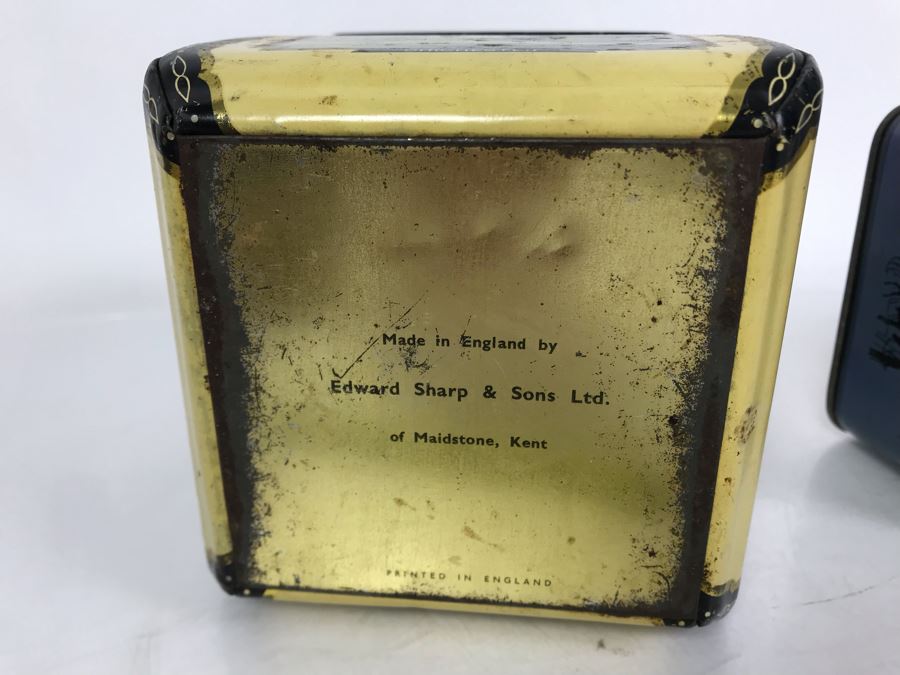 Made in England by
Edward Sharp & Sons Ltd.
of Maidstone, Kent
PRINTED IN ENGLAND